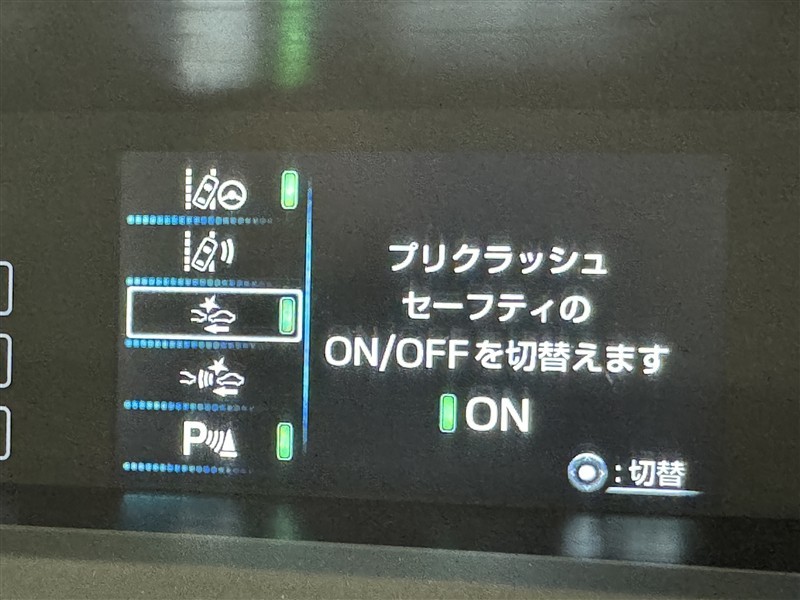 プリクラッシュ
セーフティの
ON/OFFを切替えます
ON
P
:切替